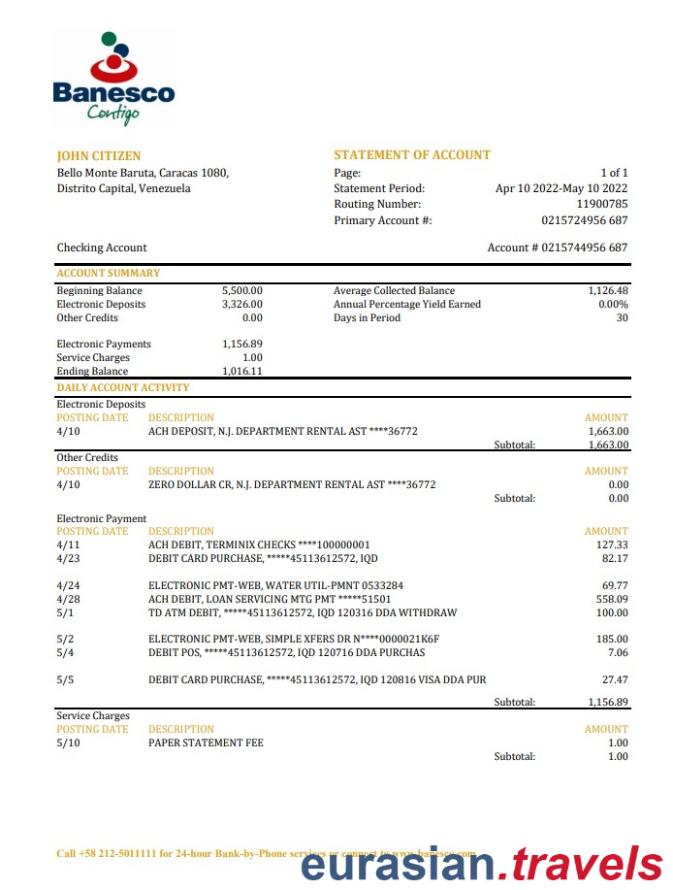 Banesco
Contigo
JOHN CITIZEN
Bello Monte Baruta, Caracas 1080,
Distrito Capital, Venezuela
STATEMENT OF ACCOUNT
Page: 1 of 1
Statement Period: Apr 10 2022-May 10 2022
Routing Number: 11900785
Primary Account #: 0215724956 687
Checking Account Account # 0215744956 687
ACCOUNT SUMMARY
Beginning Balance 5,500.00 Average Collected Balance 1,126.48
Electronic Deposits 3,326.00 Annual Percentage Yield Earned 0.00%
Other Credits 0.00 Days in Period 30
Electronic Payments 1,156.89
Service Charges 1.00
Ending Balance 1,016.11
DAILY ACCOUNT ACTIVITY
Electronic Deposits
POSTING DATE DESCRIPTION AMOUNT
4/10 ACH DEPOSIT, N.J. DEPARTMENT RENTAL AST ****36772 1,663.00
Subtotal: 1,663.00
Other Credits
POSTING DATE DESCRIPTION AMOUNT
4/10 ZERO DOLLAR CR, N.J. DEPARTMENT RENTAL AST ****36772 0.00
Subtotal: 0.00
Electronic Payment
POSTING DATE DESCRIPTION AMOUNT
4/11 ACH DEBIT, TERMINIX CHECKS ****100000001 127.33
4/23 DEBIT CARD PURCHASE, *****45113612572, IQD 82.17
4/24 ELECTRONIC PMT-WEB, WATER UTIL-PMNT 0533284 69.77
4/28 ACH DEBIT, LOAN SERVICING MTG PMT *****51501 558.09
5/1 TD ATM DEBIT, *****45113612572, IQD 120316 DDA WITHDRAW 100.00
5/2 ELECTRONIC PMT-WEB, SIMPLE XFERS DR N****0000021K6F 185.00
5/4 DEBIT POS, *****45113612572, IQD 120716 DDA PURCHAS 7.06
5/5 DEBIT CARD PURCHASE, *****45113612572, IQD 120816 VISA DDA PUR 27.47
Subtotal: 1,156.89
Service Charges
POSTING DATE DESCRIPTION AMOUNT
5/10 PAPER STATEMENT FEE 1.00
Subtotal: 1.00
Call +58 212-5011111 for 24-hour Bank-by-Phone services or connect to www.banesco.com
eurasian.travels